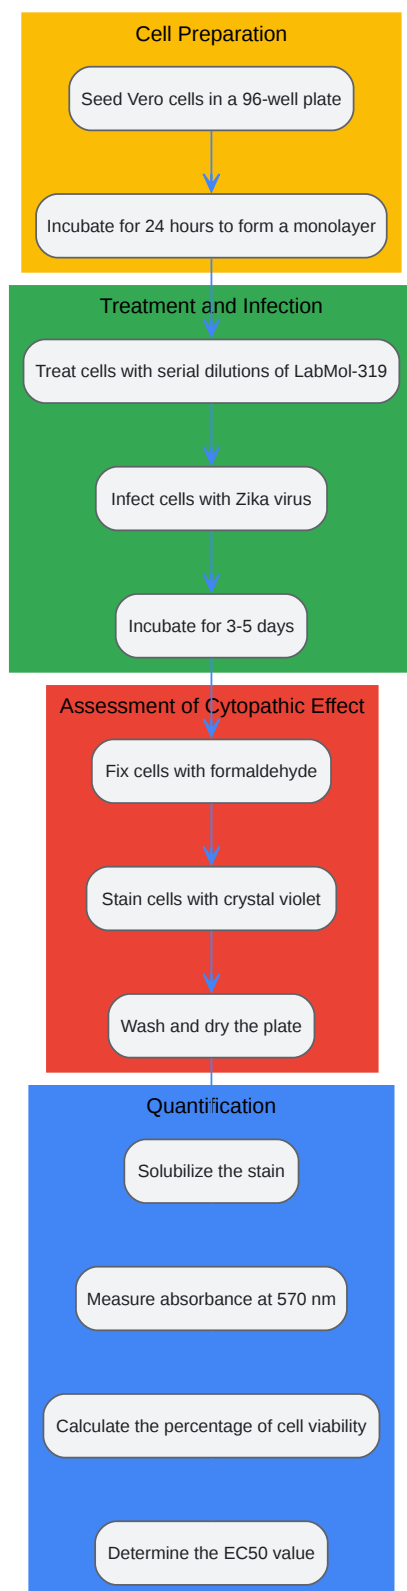 Cell Preparation
Seed Vero cells in a 96-well plate
Incubate for 24 hours to form a monolayer
Treatment and Infection
Treat cells with serial dilutions of LabMol-319
Infect cells with Zika virus
Incubate for 3-5 days
Assessment of Cytopathic Effect
Fix cells with formaldehyde
Stain cells with crystal violet
Wash and dry the plate
Quantification
Solubilize the stain
Measure absorbance at 570 nm
Calculate the percentage of cell viability
Determine the EC50 value